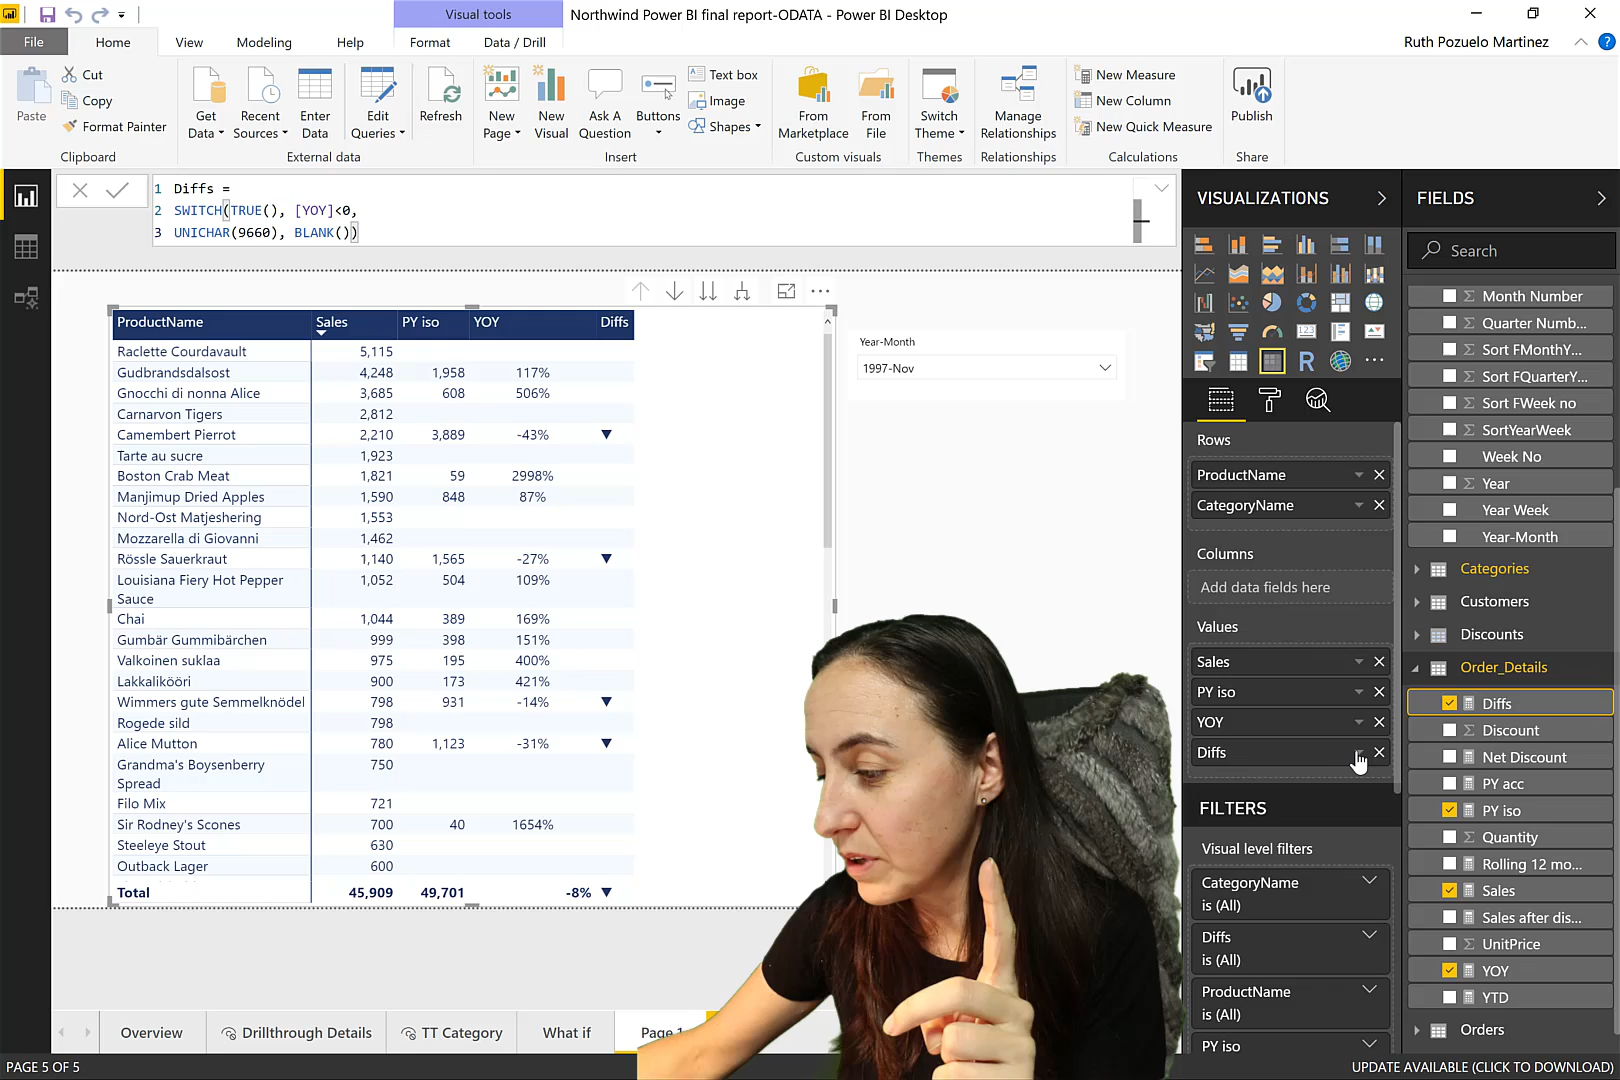 Visual tools
Northwind Power BI final report-ODATA - Power BI Desktop
File
Home
View
Modeling
Help
Format
Data / Drill
Ruth Pozuelo Martinez
?
Paste
Cut
Copy
Format Painter
Clipboard
Get Data
Recent Sources
Enter Data
Edit Queries
Refresh
External data
New Page
New Visual
Ask A Question
Buttons
Text box
Image
Shapes
Insert
From Marketplace
From File
Custom visuals
Switch Theme
Themes
Manage Relationships
Relationships
New Measure
New Column
New Quick Measure
Calculations
Publish
Share
1 Diffs =
2 SWITCH(TRUE(), [YOY]<0,
3 UNICHAR(9660), BLANK())
ProductName Sales PY iso YOY Diffs
Raclette Courdavault 5,115
Gudbrandsdalsost 4,248 1,958 117%
Gnocchi di nonna Alice 3,685 608 506%
Carnarvon Tigers 2,812
Camembert Pierrot 2,210 3,889 -43% ▼
Tarte au sucre 1,923
Boston Crab Meat 1,821 59 2998%
Manjimup Dried Apples 1,590 848 87%
Nord-Ost Matjeshering 1,553
Mozzarella di Giovanni 1,462
Rössle Sauerkraut 1,140 1,565 -27% ▼
Louisiana Fiery Hot Pepper 1,052 504 109%
Sauce
Chai 1,044 389 169%
Gumbär Gummibärchen 999 398 151%
Valkoinen suklaa 975 195 400%
Lakkalikööri 900 173 421%
Wimmers gute Semmelknödel 798 931 -14% ▼
Rogede sild 798
Alice Mutton 780 1,123 -31% ▼
Grandma's Boysenberry 750
Spread
Filo Mix 721
Sir Rodney's Scones 700 40 1654%
Steeleye Stout 630
Outback Lager 600
Total 45,909 49,701 -8% ▼
Year-Month
1997-Nov
VISUALIZATIONS
R
123
Rows
ProductName
CategoryName
Columns
Add data fields here
Values
Sales
PY iso
YOY
Diffs
FILTERS
Visual level filters
CategoryName
is (All)
Diffs
is (All)
ProductName
is (All)
PY iso
FIELDS
Search
Month Number
Quarter Numb...
Sort FMonthY...
Sort FQuarterY...
Sort FWeek no
SortYearWeek
Week No
Year
Year Week
Year-Month
Categories
Customers
Discounts
Order_Details
Diffs
Discount
Net Discount
PY acc
PY iso
Quantity
Rolling 12 mo...
Sales
Sales after dis...
UnitPrice
YOY
YTD
Orders
Overview
Drillthrough Details
TT Category
What if
Page 1
PAGE 5 OF 5
UPDATE AVAILABLE (CLICK TO DOWNLOAD)